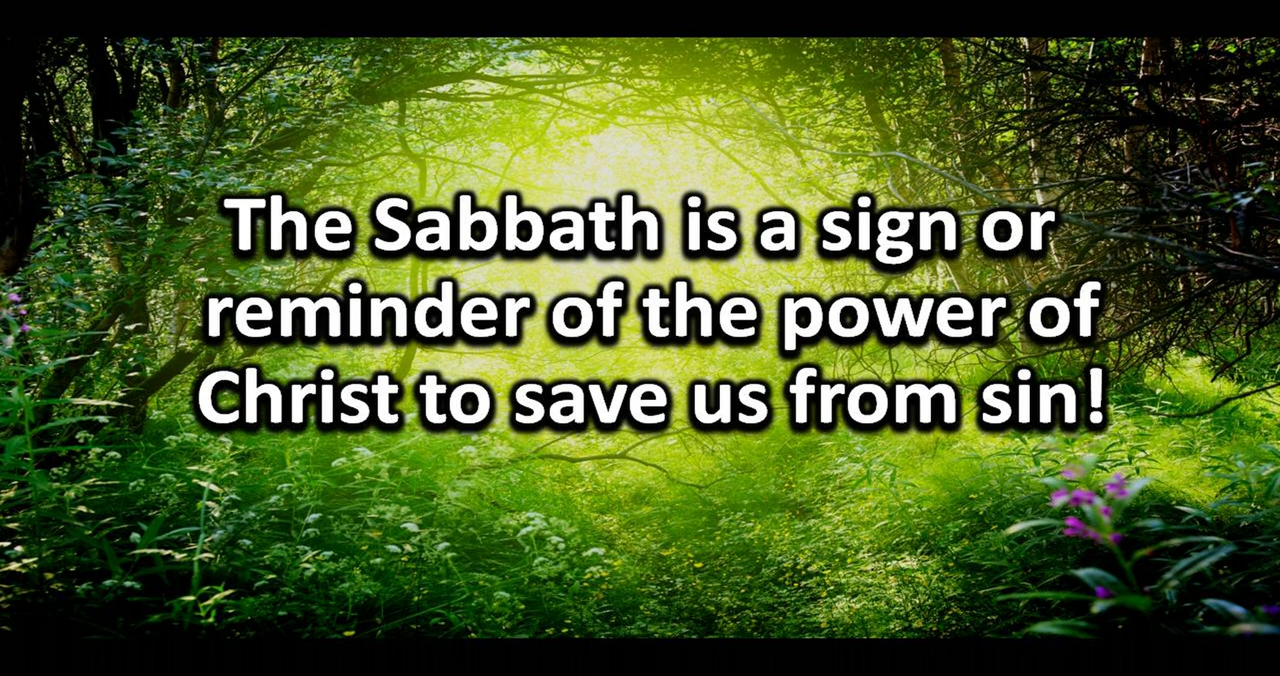 The Sabbath is a sign or
reminder of the power of
Christ to save us from sin!